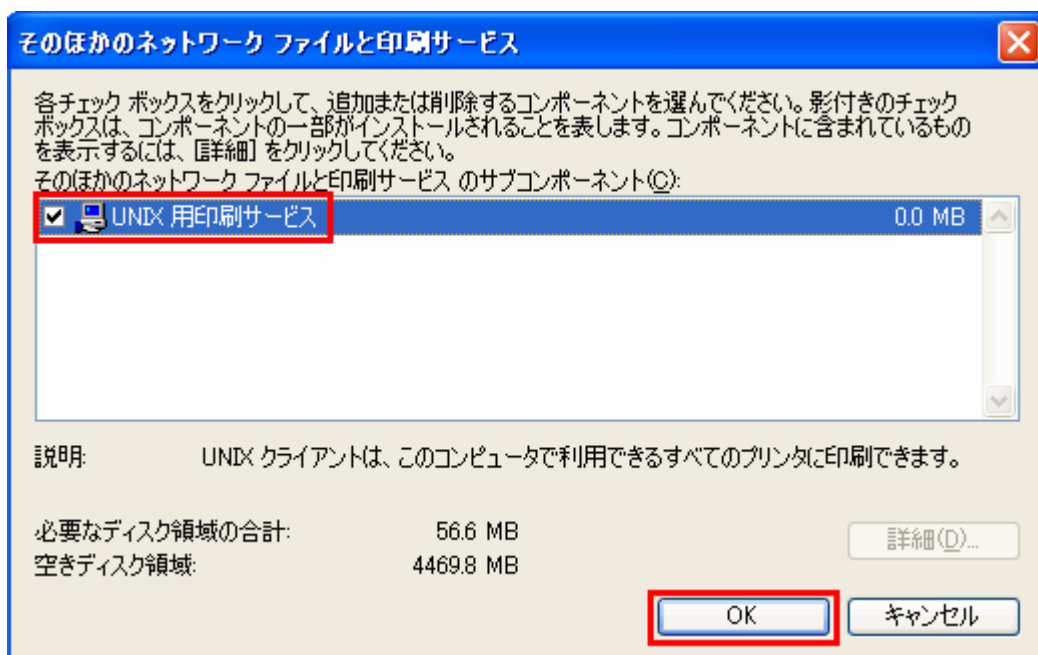 そのほかのネットワーク ファイルと印刷サービス
各チェック ボックスをクリックして、追加または削除するコンポーネントを選んでください。影付きのチェック
ボックスは、コンポーネントの一部がインストールされることを表します。コンポーネントに含まれているもの
を表示するには、[詳細] をクリックしてください。
そのほかのネットワーク ファイルと印刷サービス のサブコンポーネント(C):
UNIX 用印刷サービス 0.0 MB
説明: UNIX クライアントは、このコンピュータで利用できるすべてのプリンタに印刷できます。
必要なディスク領域の合計: 56.6 MB
空きディスク領域: 4469.8 MB
詳細(D)...
OK キャンセル